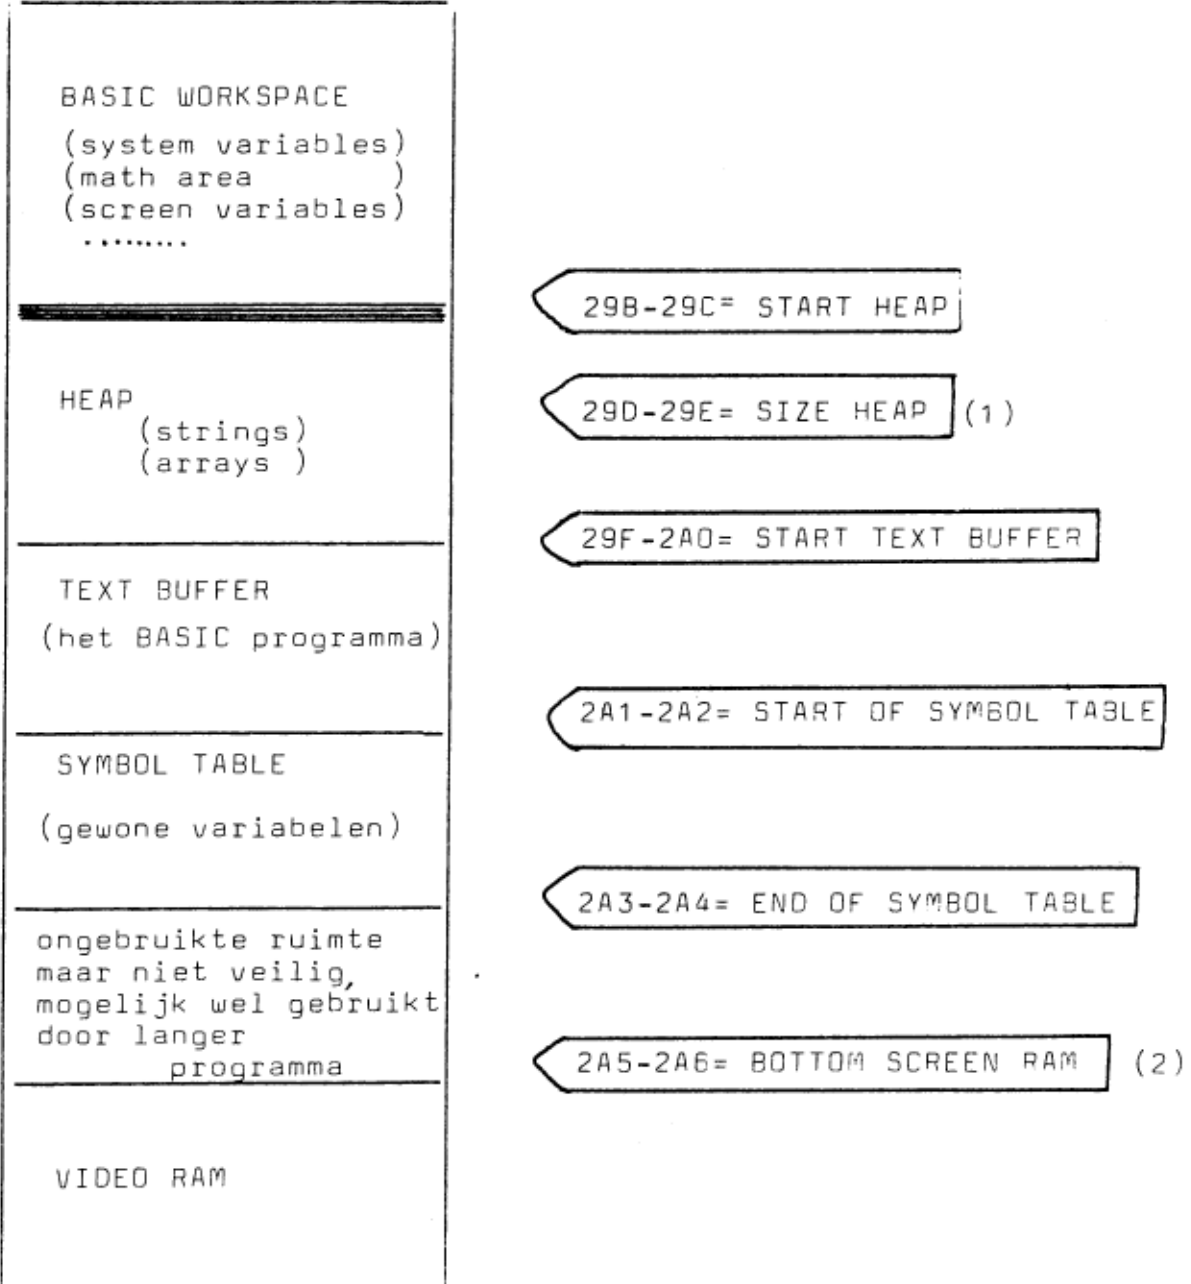 BASIC WORKSPACE
(system variables)
(math area )
(screen variables)
.........
29B-29C= START HEAP
HEAP
(strings)
(arrays )
29D-29E= SIZE HEAP (1)
29F-2A0= START TEXT BUFFER
TEXT BUFFER
(het BASIC programma)
2A1-2A2= START OF SYMBOL TABLE
SYMBOL TABLE
(gewone variabelen)
2A3-2A4= END OF SYMBOL TABLE
ongebruikte ruimte
maar niet veilig,
mogelijk wel gebruikt
door langer
programma
2A5-2A6= BOTTOM SCREEN RAM (2)
VIDEO RAM